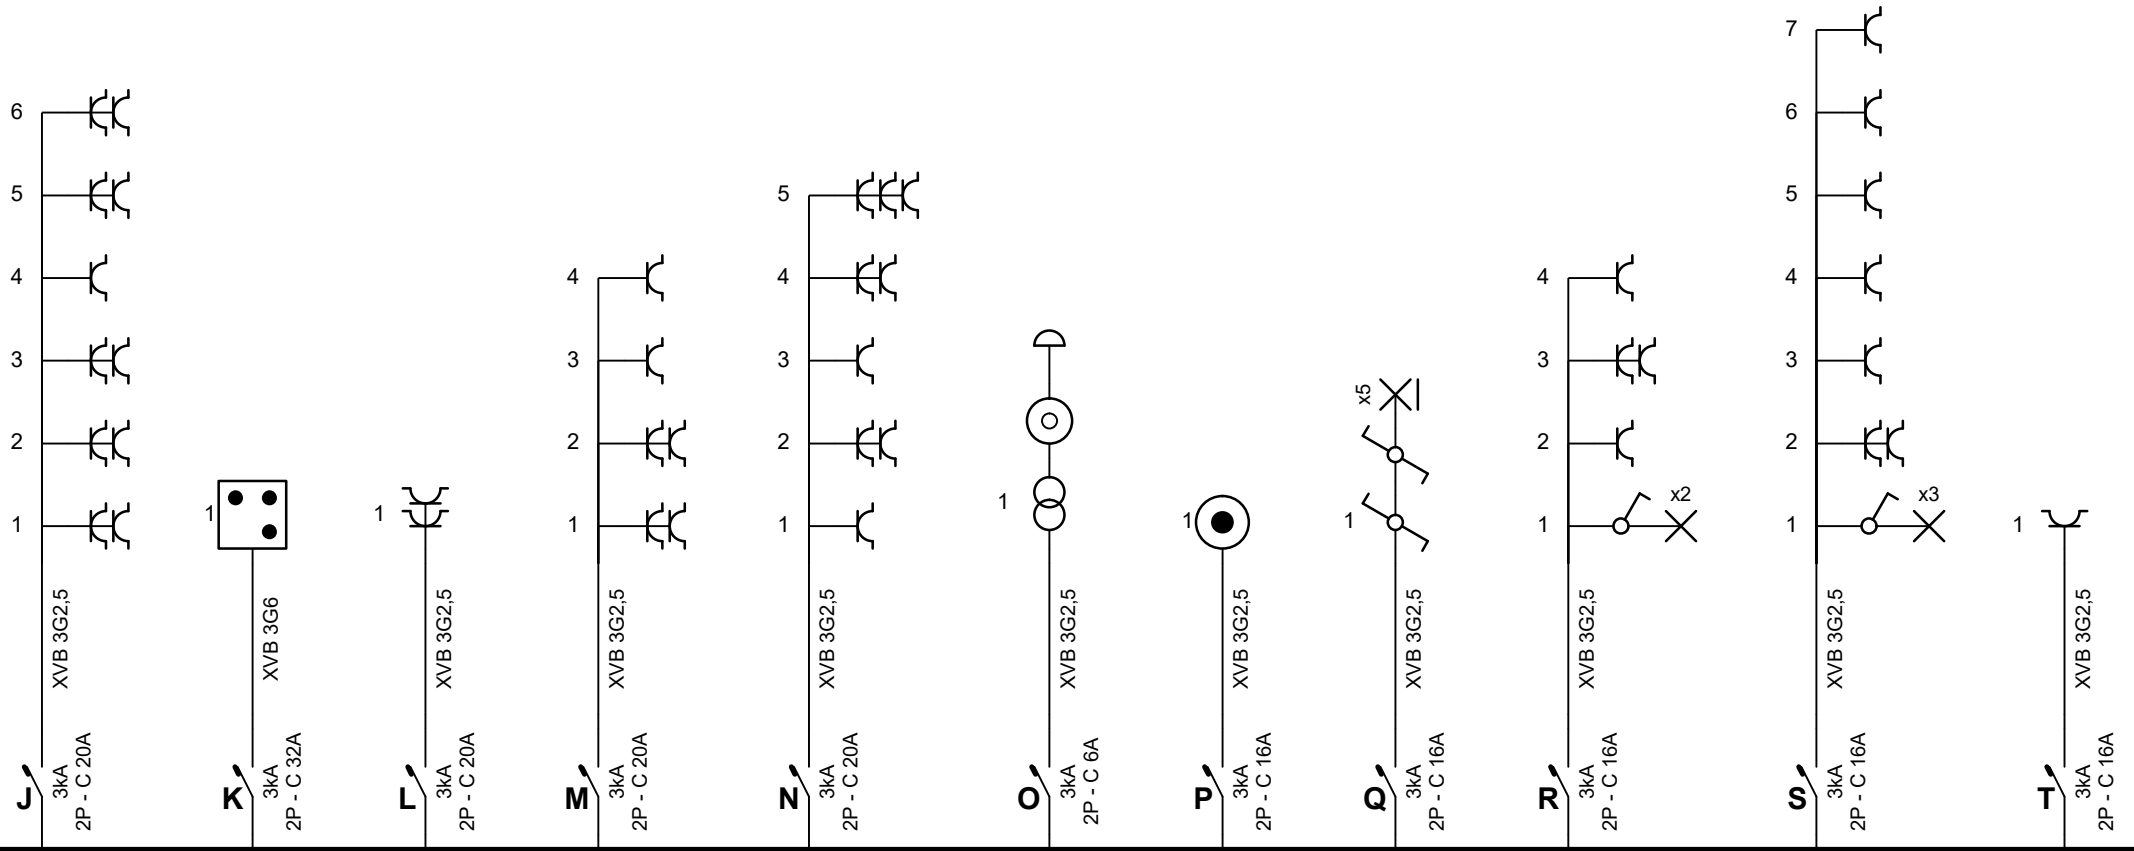 6
5
4
3
2
1
XVB 3G2,5
J
3kA
2P - C 20A
1
XVB 3G6
K
3kA
2P - C 32A
1
XVB 3G2,5
L
3kA
2P - C 20A
4
3
2
1
XVB 3G2,5
M
3kA
2P - C 20A
5
4
3
2
1
XVB 3G2,5
N
3kA
2P - C 20A
1
XVB 3G2,5
O
3kA
2P - C 6A
1
XVB 3G2,5
P
3kA
2P - C 16A
x5
1
XVB 3G2,5
Q
3kA
2P - C 16A
4
3
2
1
x2
XVB 3G2,5
R
3kA
2P - C 16A
7
6
5
4
3
2
1
x3
XVB 3G2,5
S
3kA
2P - C 16A
1
XVB 3G2,5
T
3kA
2P - C 16A